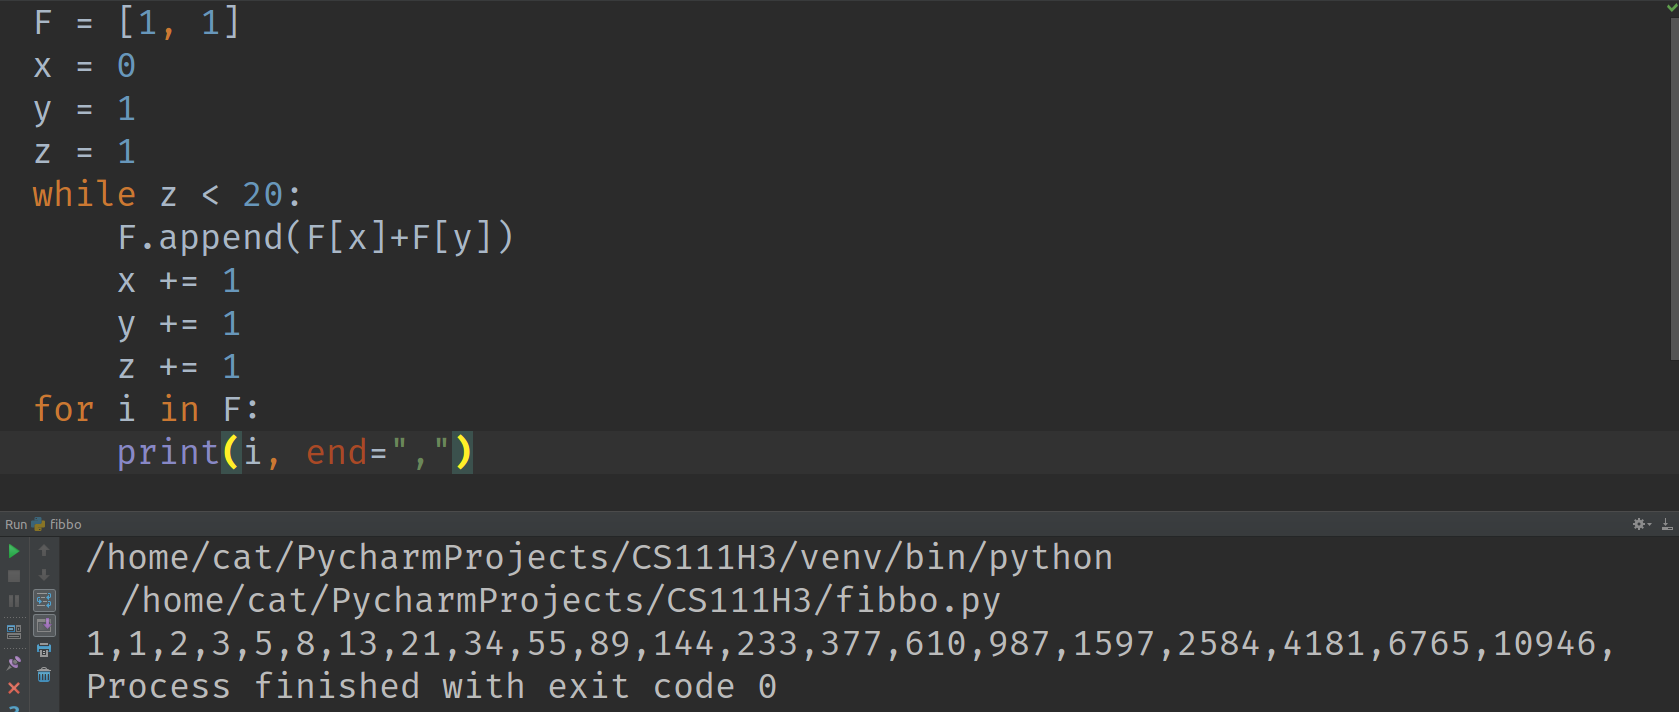 F = [1, 1]
x = 0
y = 1
z = 1
while z < 20:
    F.append(F[x]+F[y])
    x += 1
    y += 1
    z += 1
for i in F:
    print(i, end=",")
Run fibbo
/home/cat/PycharmProjects/CS111H3/venv/bin/python
  /home/cat/PycharmProjects/CS111H3/fibbo.py
1,1,2,3,5,8,13,21,34,55,89,144,233,377,610,987,1597,2584,4181,6765,10946,
Process finished with exit code 0